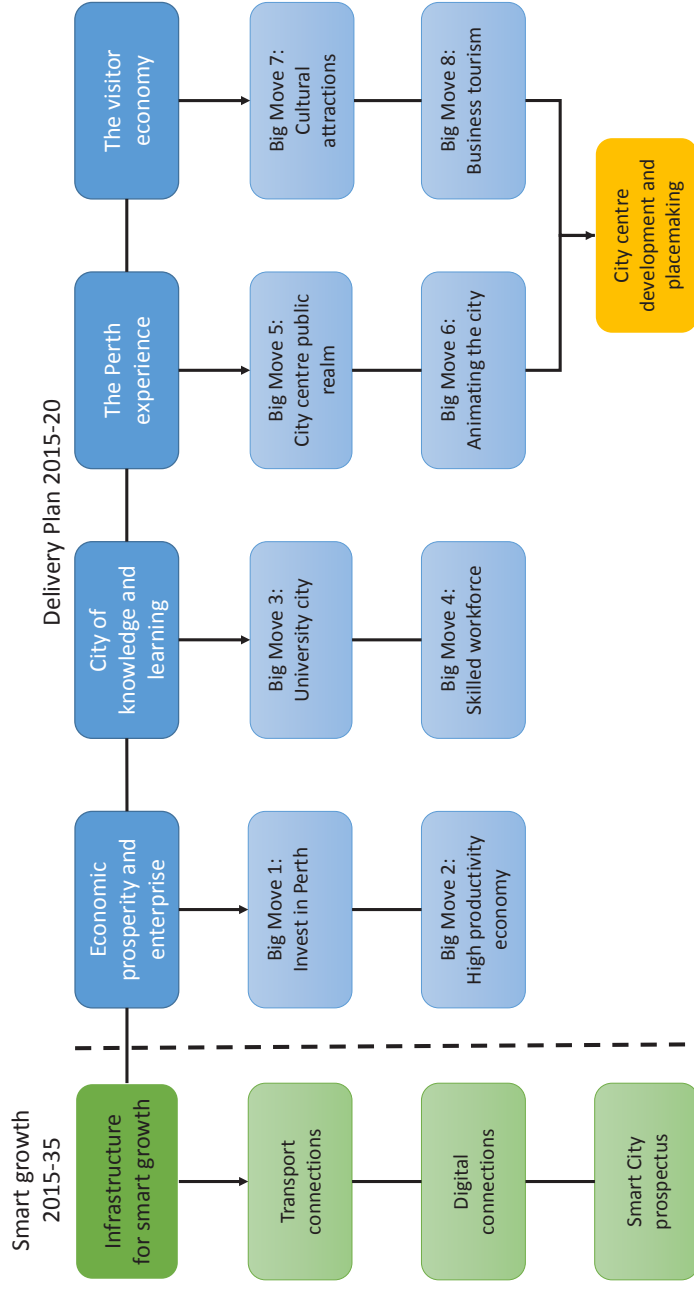 Smart growth
2015-35
Delivery Plan 2015-20
Infrastructure
for smart growth
Economic
prosperity and
enterprise
City of
knowledge and
learning
The Perth
experience
The visitor
economy
Transport
connections
Big Move 1:
Invest in Perth
Big Move 3:
University city
Big Move 5:
City centre public
realm
Big Move 7:
Cultural
attractions
Digital
connections
Big Move 2:
High productivity
economy
Big Move 4:
Skilled workforce
Big Move 6:
Animating the city
Big Move 8:
Business tourism
Smart City
prospectus
City centre
development and
placemaking